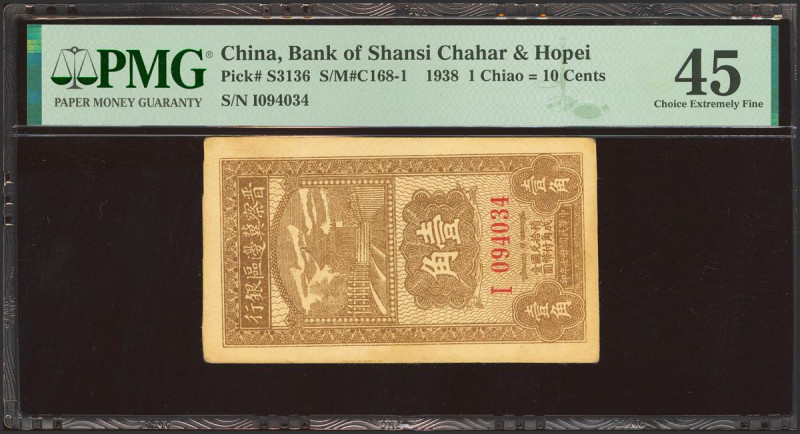 PMG
PAPER MONEY GUARANTY
China, Bank of Shansi Chahar & Hopei
Pick# S3136 S/M#C168-1 1938 1 Chiao = 10 Cents
S/N I094034
45
Choice Extremely Fine
晉察冀邊區銀行
壹角
I 094034
壹角
壹角